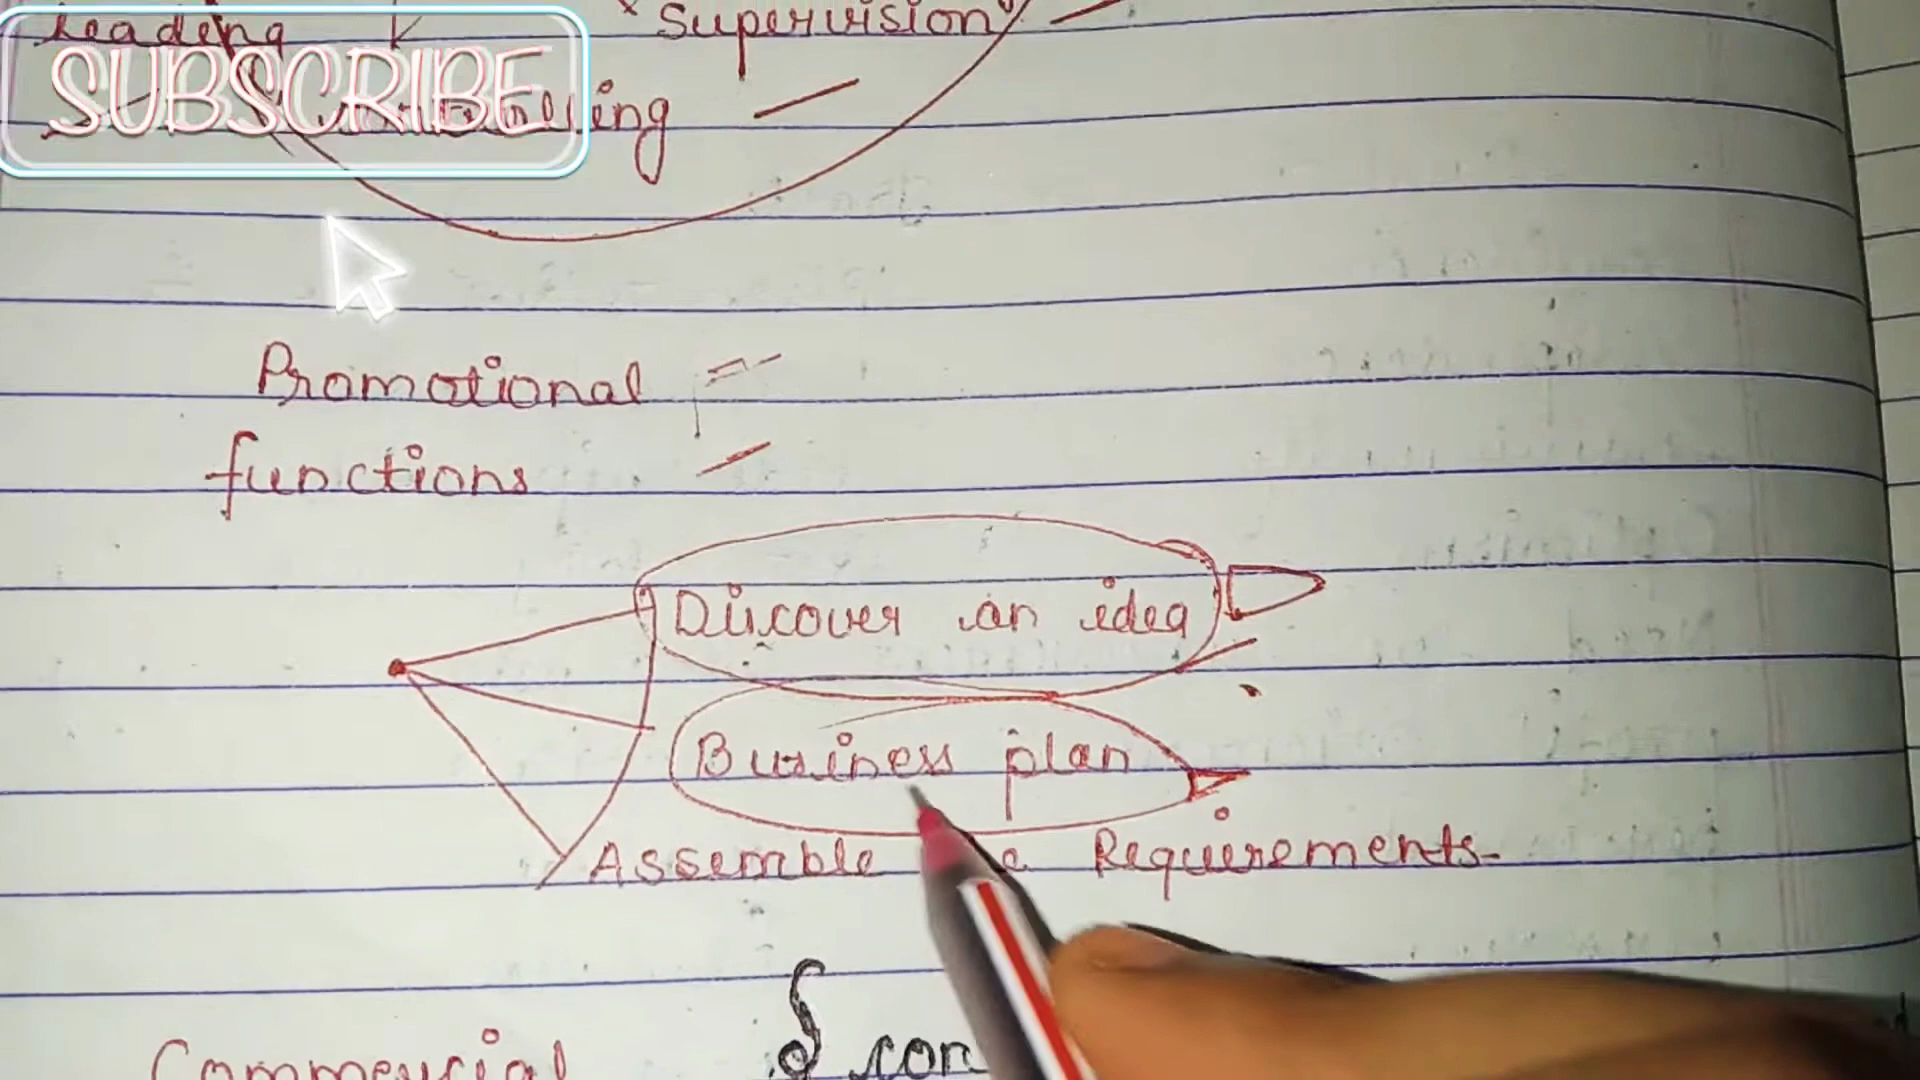 leading Supervision
SUBSCRIBE
Promotional
functions
Discover an idea
Business plan
Assemble Requirements
Commercial